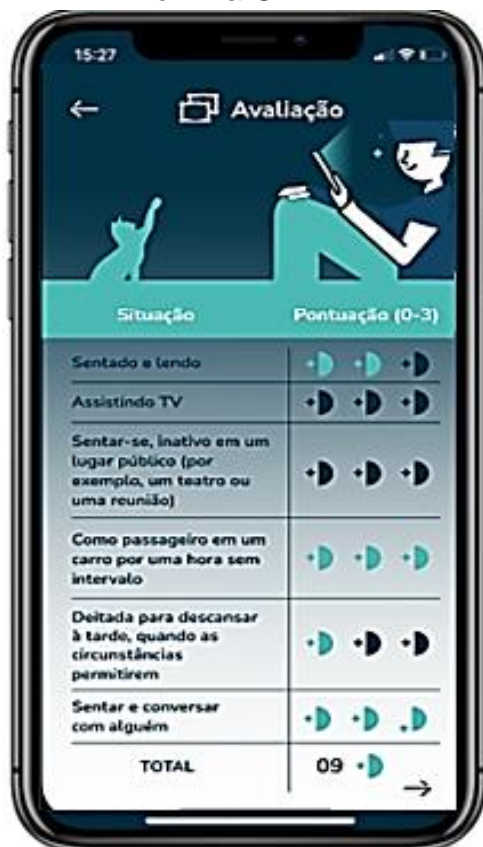 15:27
Avaliação
Situação Pontuação (0-3)
Sentado e lendo
Assistindo TV
Sentar-se, inativo em um
lugar público (por
exemplo, um teatro ou
uma reunião)
Como passageiro em um
carro por uma hora sem
intervalo
Deitada para descansar
à tarde, quando as
circunstâncias
permitirem
Sentar e conversar
com alguém
TOTAL 09